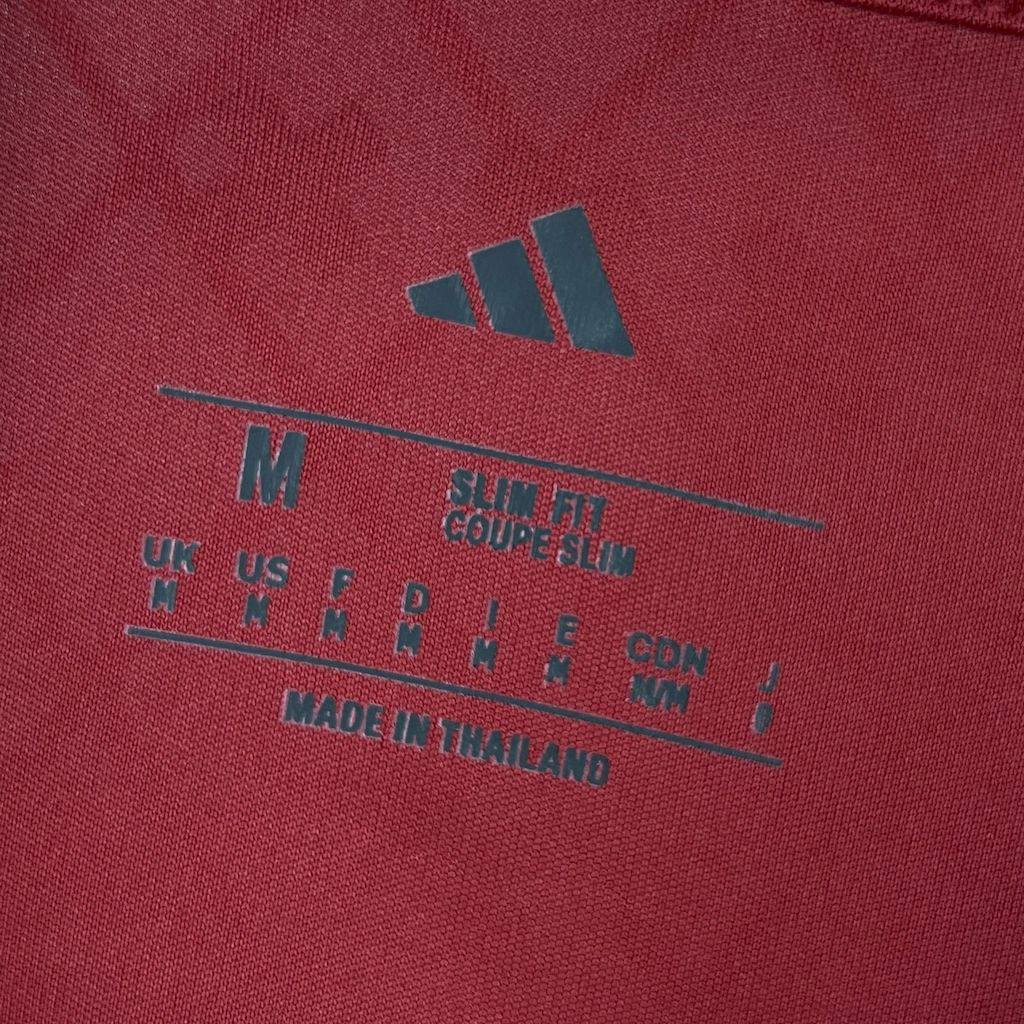 M
SLIM FIT
COUPE SLIM
UK US F D I E CDN J
M M M M M M M/M
MADE IN THAILAND